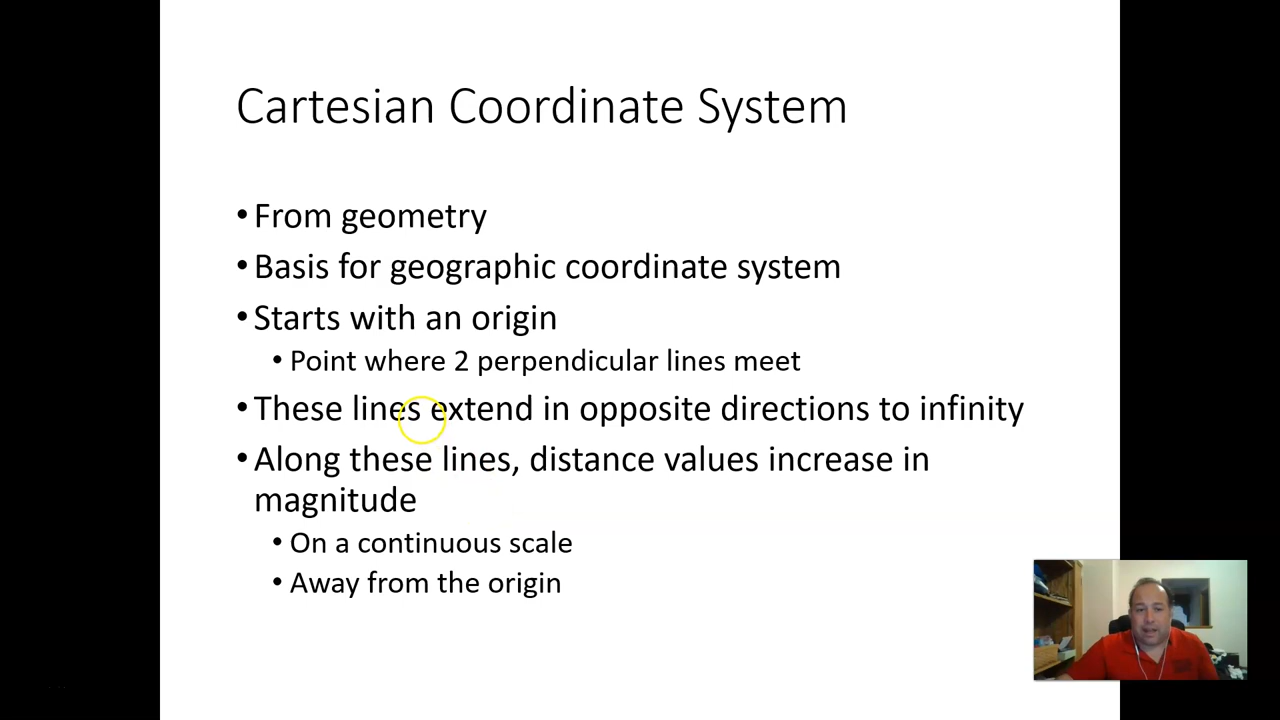 Cartesian Coordinate System
• From geometry
• Basis for geographic coordinate system
• Starts with an origin
• Point where 2 perpendicular lines meet
• These lines extend in opposite directions to infinity
• Along these lines, distance values increase in
magnitude
• On a continuous scale
• Away from the origin